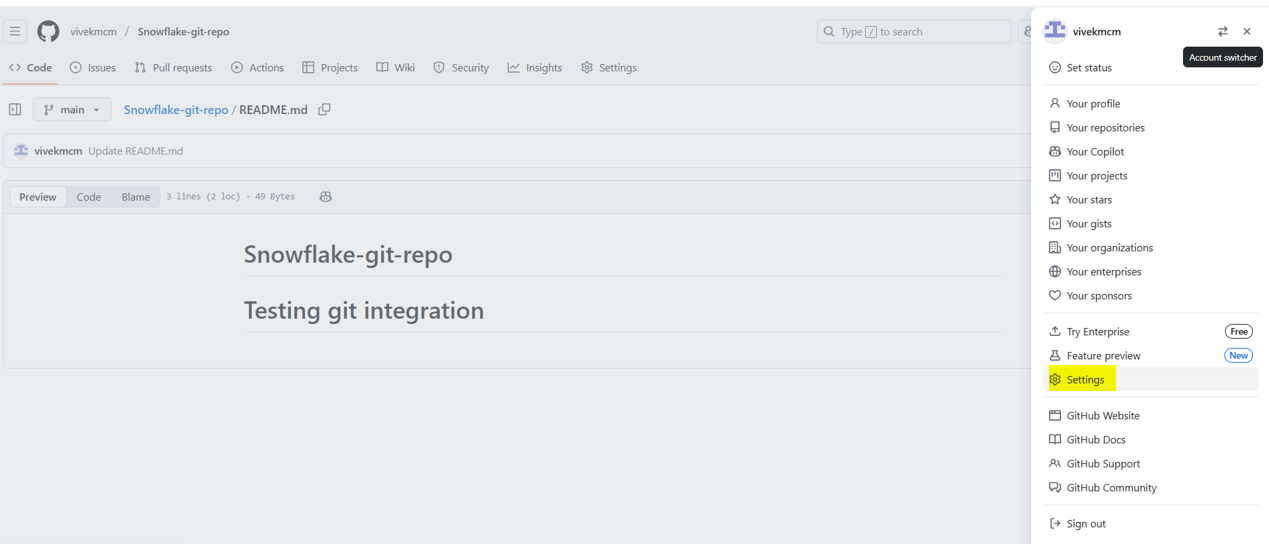 vivekmcm / Snowflake-git-repo
Type / to search
Code Issues Pull requests Actions Projects Wiki Security Insights Settings
main Snowflake-git-repo / README.md
vivekmcm Update README.md
Preview Code Blame 3 lines (2 loc) · 49 Bytes
Snowflake-git-repo
Testing git integration
vivekmcm
Account switcher
Set status
Your profile
Your repositories
Your Copilot
Your projects
Your stars
Your gists
Your organizations
Your enterprises
Your sponsors
Try Enterprise Free
Feature preview New
Settings
GitHub Website
GitHub Docs
GitHub Support
GitHub Community
Sign out